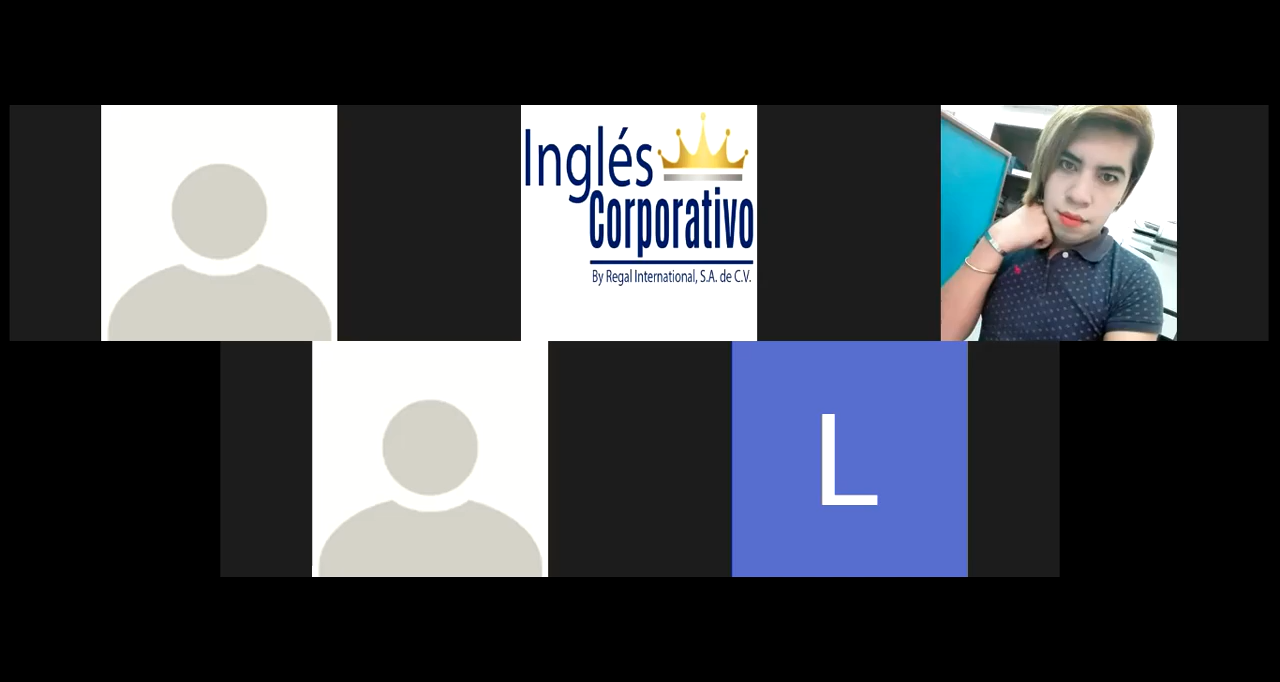 Inglés
Corporativo
By Regal International, S.A. de C.V.
L